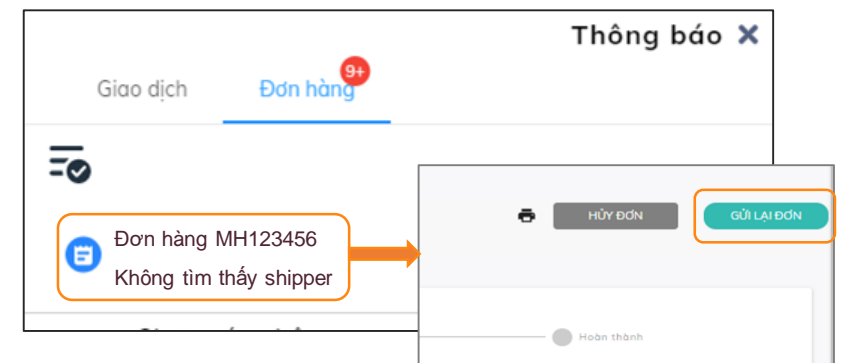 Thông báo
Giao dịch
Đơn hàng
9+
HỦY ĐƠN
GỬI LẠI ĐƠN
Đơn hàng MH123456
Không tìm thấy shipper
Hoàn thành